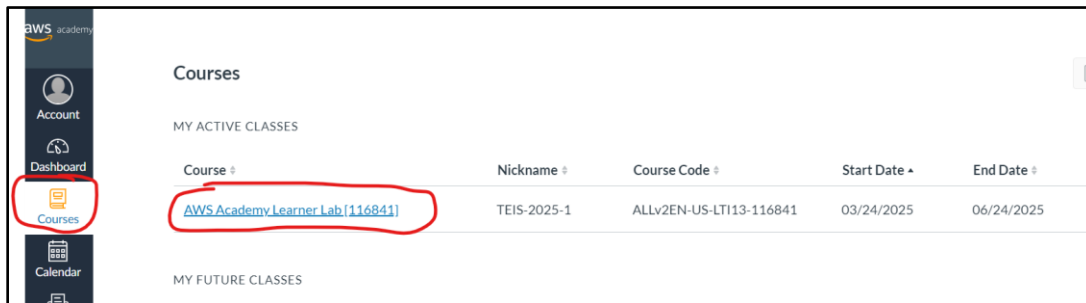 aws academy
Account
Dashboard
Courses
Calendar
Courses
MY ACTIVE CLASSES
Course Nickname Course Code Start Date End Date
AWS Academy Learner Lab [116841] TEIS-2025-1 ALLv2EN-US-LTI13-116841 03/24/2025 06/24/2025
MY FUTURE CLASSES